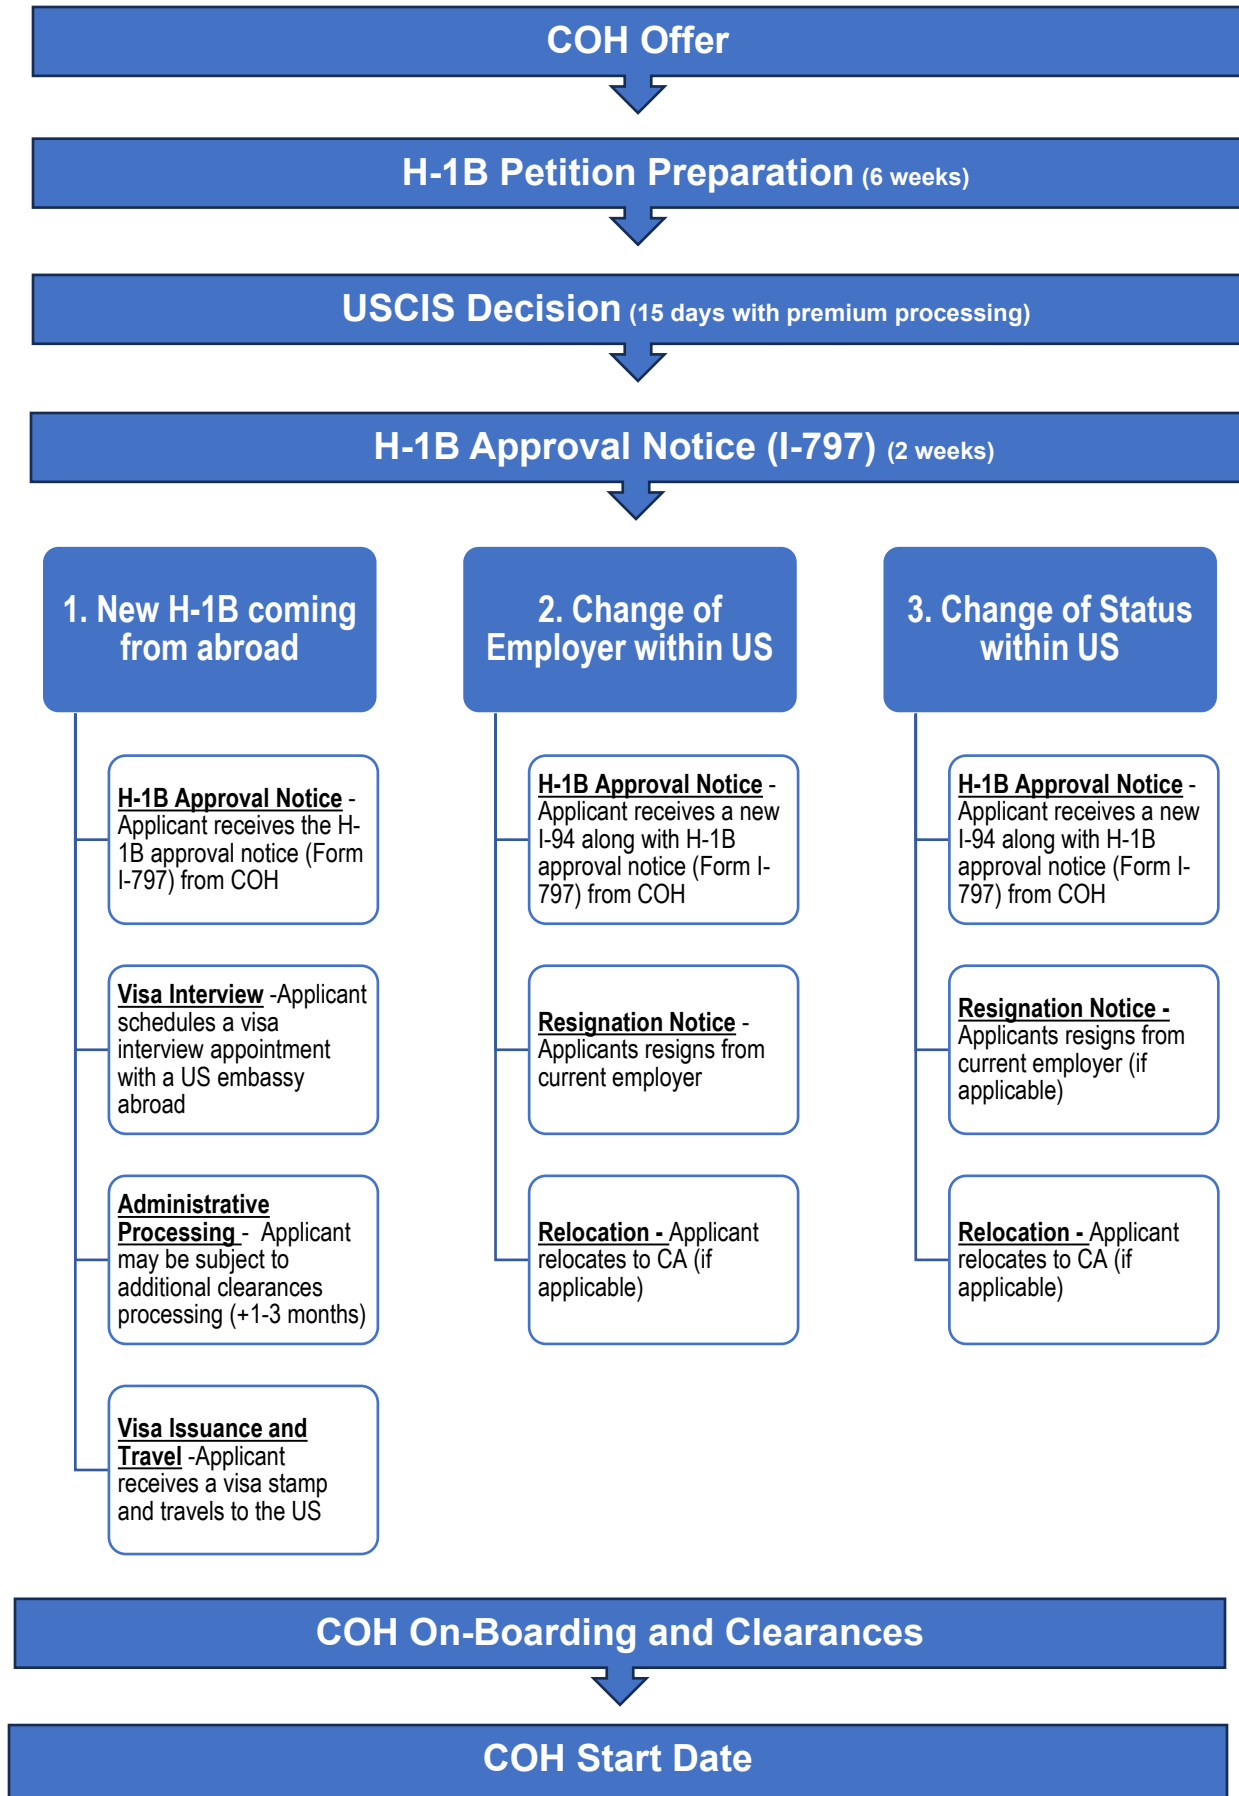 COH Offer
H-1B Petition Preparation (6 weeks)
USCIS Decision (15 days with premium processing)
H-1B Approval Notice (I-797) (2 weeks)
1. New H-1B coming
from abroad
H-1B Approval Notice -
Applicant receives the H-
1B approval notice (Form
I-797) from COH
Visa Interview -Applicant
schedules a visa
interview appointment
with a US embassy
abroad
Administrative
Processing - Applicant
may be subject to
additional clearances
processing (+1-3 months)
Visa Issuance and
Travel -Applicant
receives a visa stamp
and travels to the US
2. Change of
Employer within US
H-1B Approval Notice -
Applicant receives a new
I-94 along with H-1B
approval notice (Form I-
797) from COH
Resignation Notice -
Applicants resigns from
current employer
Relocation - Applicant
relocates to CA (if
applicable)
3. Change of Status
within US
H-1B Approval Notice -
Applicant receives a new
I-94 along with H-1B
approval notice (Form I-
797) from COH
Resignation Notice -
Applicants resigns from
current employer (if
applicable)
Relocation - Applicant
relocates to CA (if
applicable)
COH On-Boarding and Clearances
COH Start Date